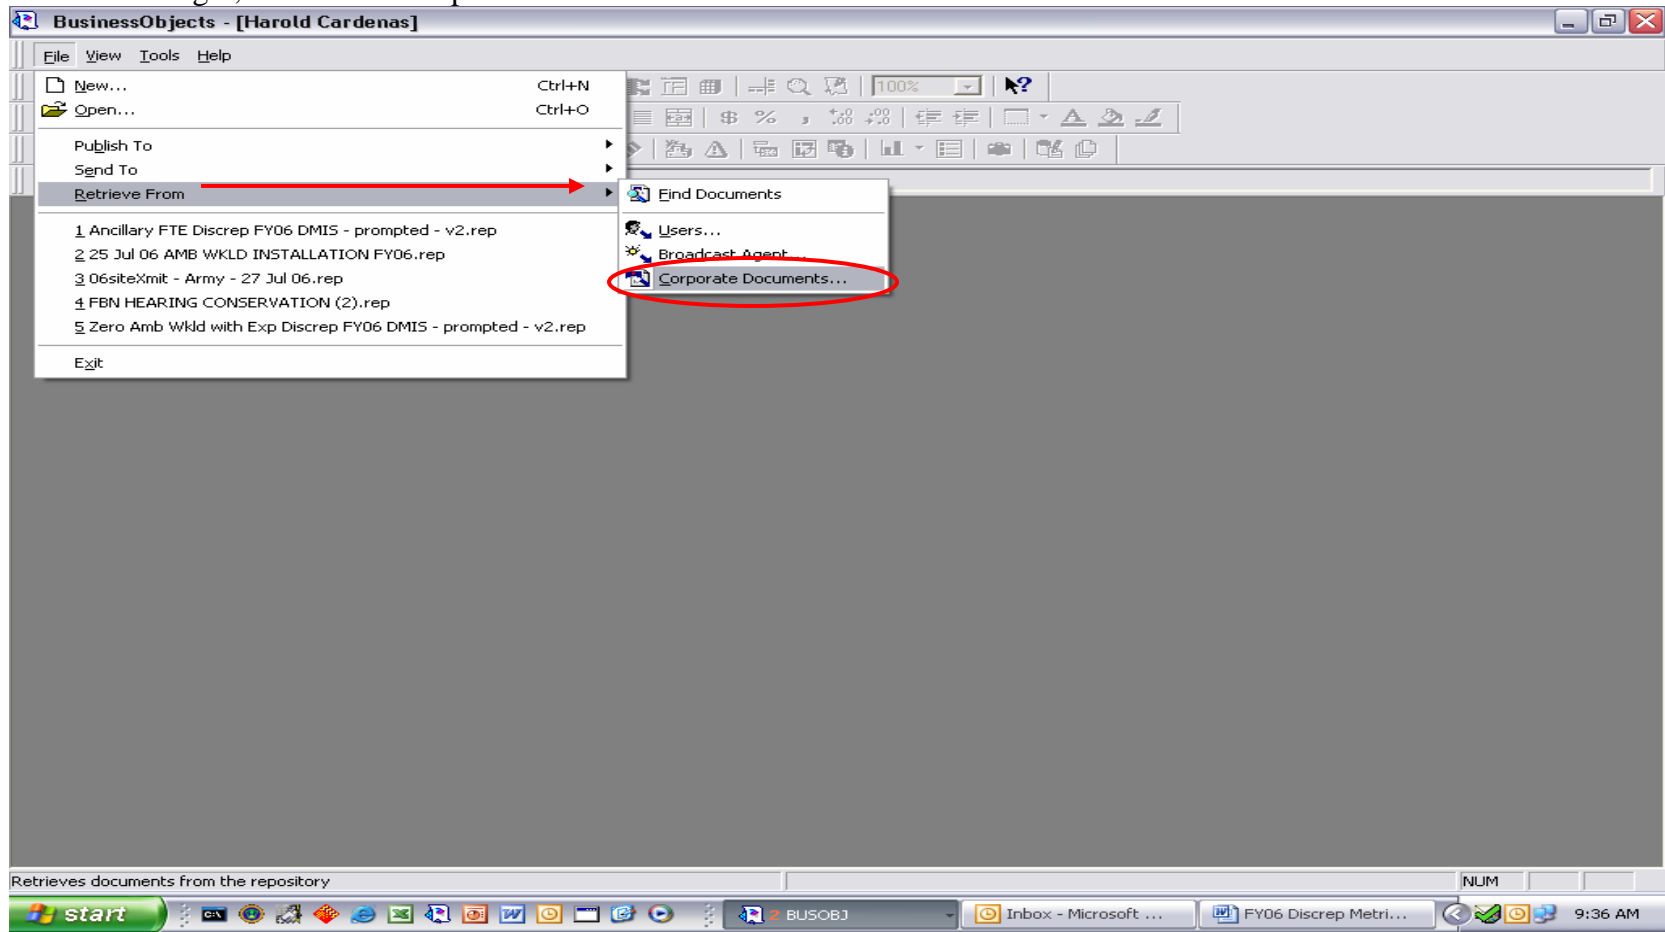 BusinessObjects - [Harold Cardenas]
File View Tools Help
New... Ctrl+N
100%
Open... Ctrl+O
$ %
Publish To
Send To
Retrieve From
Find Documents
1 Ancillary FTE Discrep FY06 DMIS - prompted - v2.rep
Users...
2 25 Jul 06 AMB WKLD INSTALLATION FY06.rep
Broadcast Agent...
3 06siteXmit - Army - 27 Jul 06.rep
Corporate Documents...
4 FBN HEARING CONSERVATION (2).rep
5 Zero Amb Wkld with Exp Discrep FY06 DMIS - prompted - v2.rep
Exit
Retrieves documents from the repository
NUM
start
2 BUSOBJ
Inbox - Microsoft ...
FY06 Discrep Metri...
9:36 AM